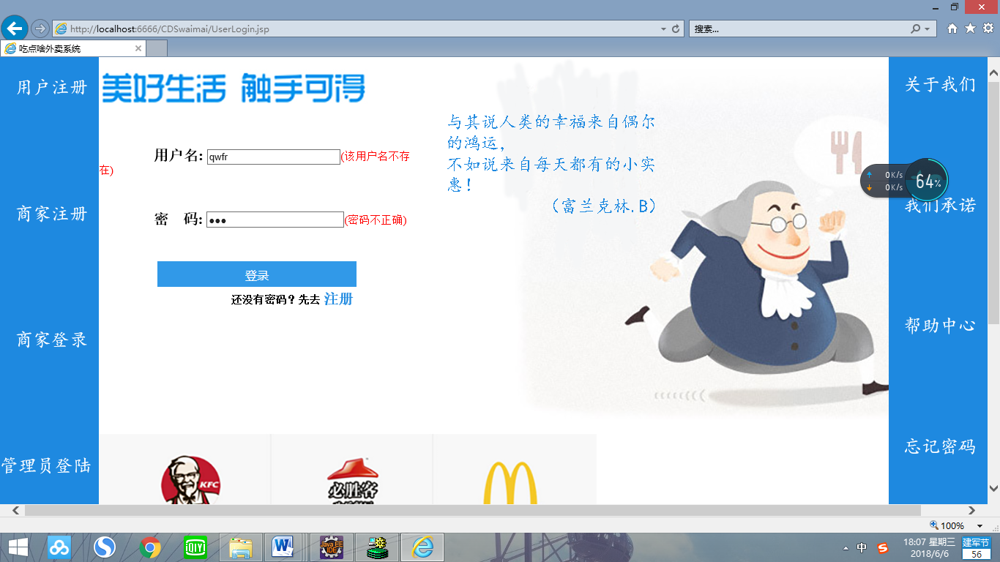 http://localhost:6666/CDSwaimai/UserLogin.jsp
搜索...
吃点啥外卖系统
用户注册
商家注册
商家登录
管理员登陆
美好生活 触手可得
用户名: qwfr(该用户名不存
在)
密 码: ●●●(密码不正确)
登录
还没有密码？先去 注册
与其说人类的幸福来自偶尔
的鸿运，
不如说来自每天都有的小实
惠！
（富兰克林.B）
关于我们
我们承诺
帮助中心
忘记密码
0K/s
0K/s
64%
KFC
必胜客
100%
QIYI
Java EE
IDE
中
18:07 星期三
2018/6/6
建军节
56